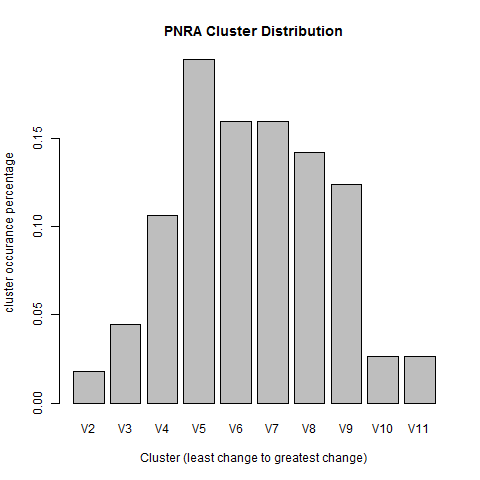 PNRA Cluster Distribution
cluster occurance percentage
0.15
0.10
0.05
0.00
V2 V3 V4 V5 V6 V7 V8 V9 V10 V11
Cluster (least change to greatest change)